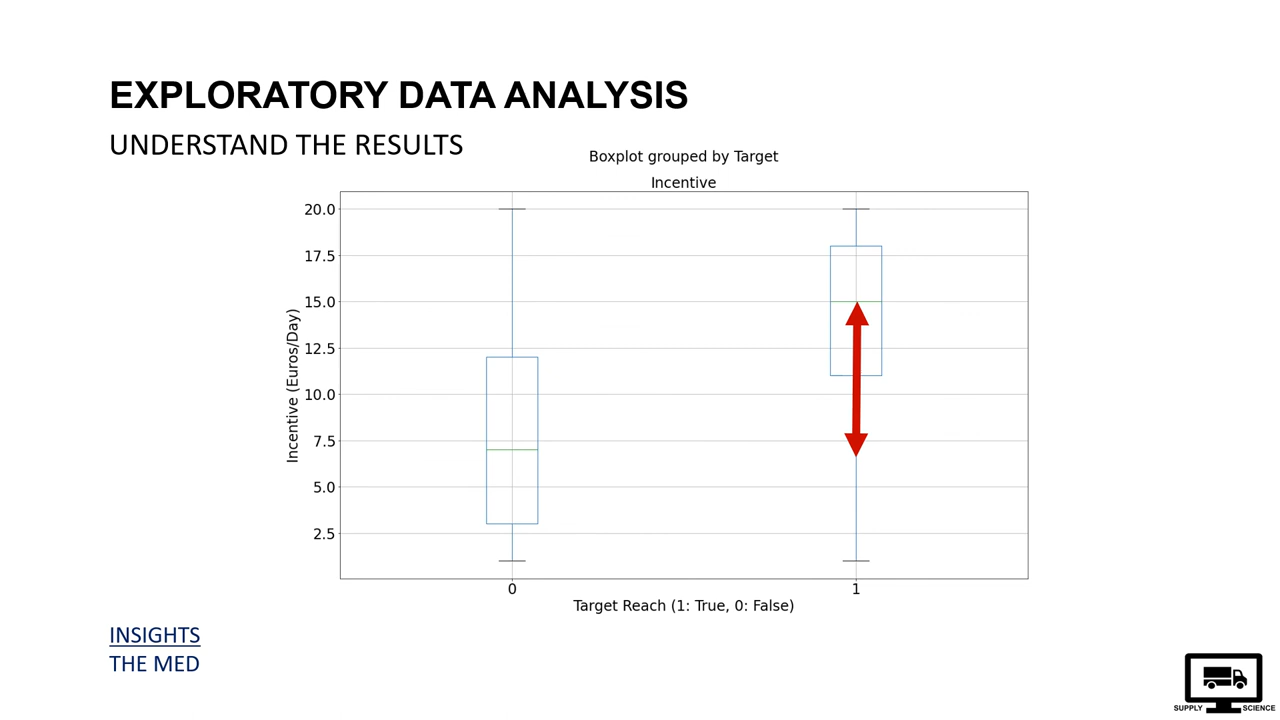 EXPLORATORY DATA ANALYSIS
UNDERSTAND THE RESULTS
Boxplot grouped by Target
Incentive
20.0
17.5
15.0
12.5
10.0
7.5
5.0
2.5
Incentive (Euros/Day)
0 1
Target Reach (1: True, 0: False)
INSIGHTS
THE MED
SUPPLY SCIENCE